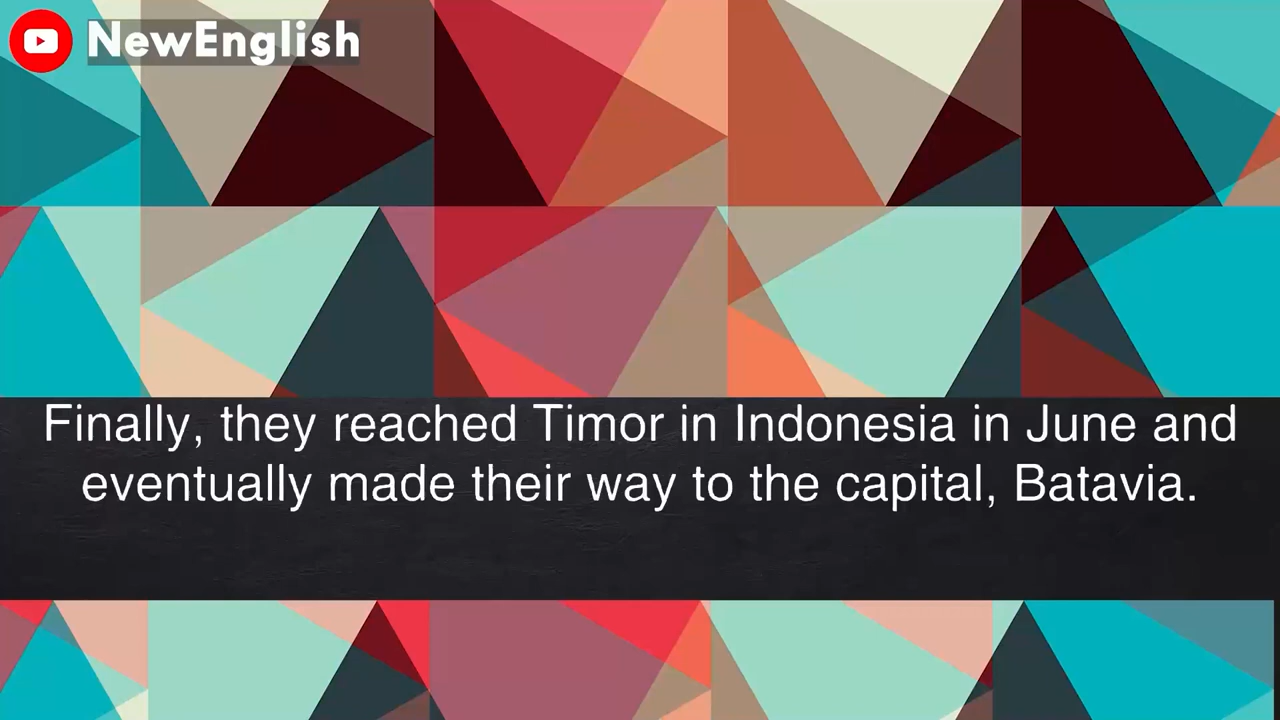 NewEnglish
Finally, they reached Timor in Indonesia in June and
eventually made their way to the capital, Batavia.